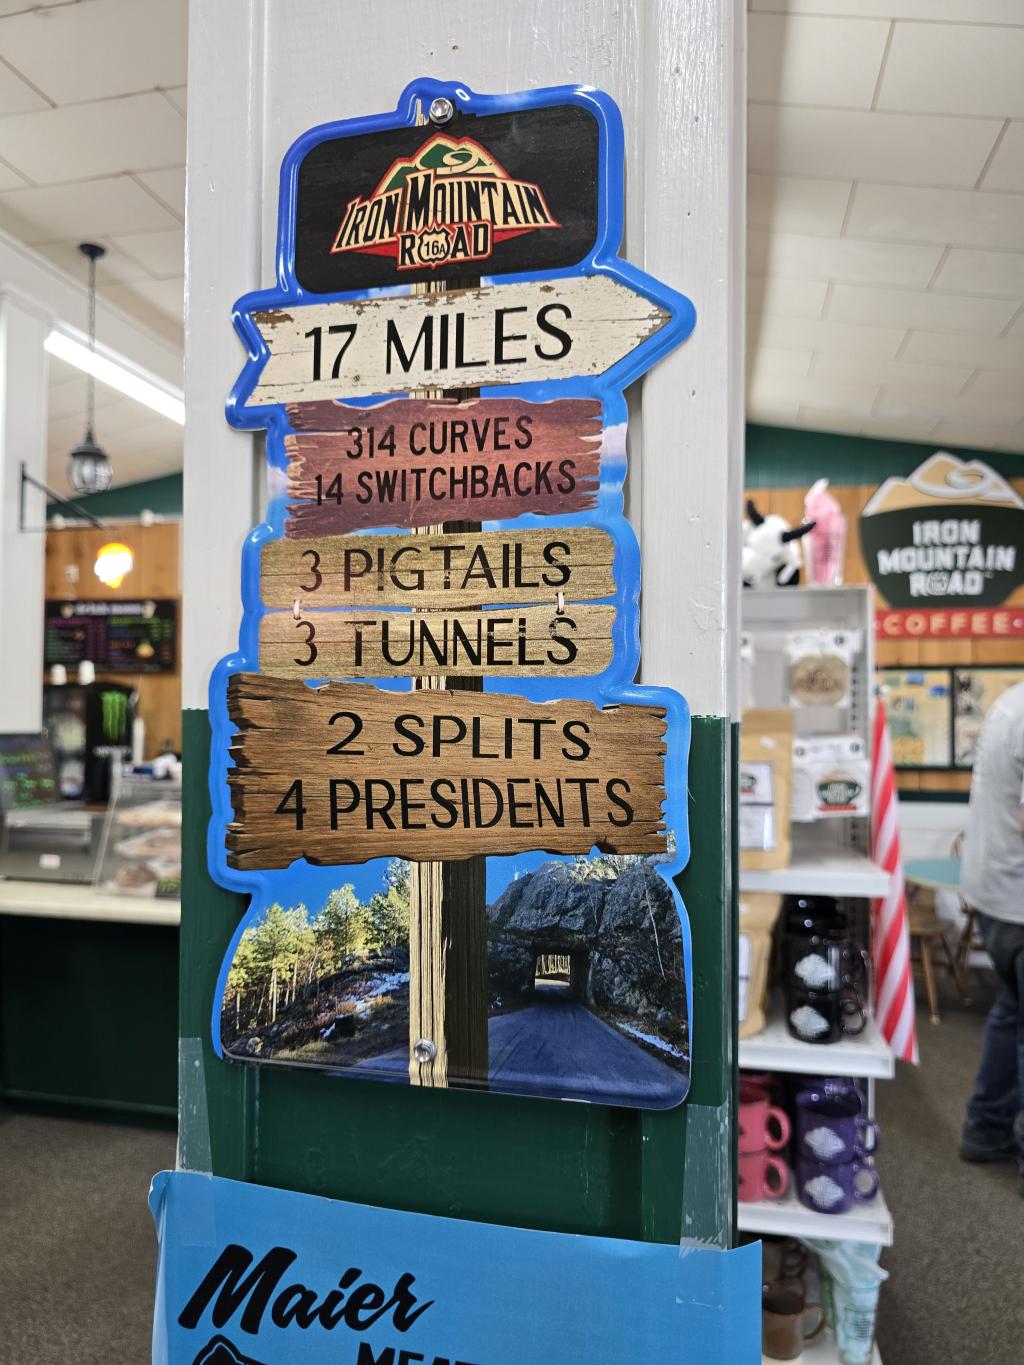 IRON MOUNTAIN
ROAD
16A
17 MILES
314 CURVES
14 SWITCHBACKS
3 PIGTAILS
3 TUNNELS
2 SPLITS
4 PRESIDENTS
IRON
MOUNTAIN
ROAD
COFFEE
Maier